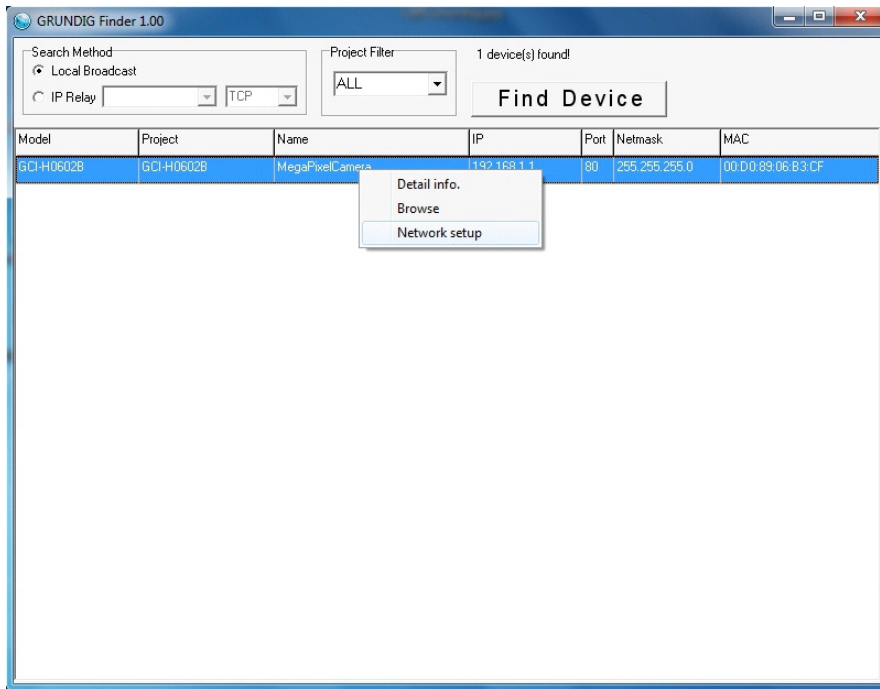 GRUNDIG Finder 1.00
Search Method
Local Broadcast
IP Relay
TCP
Project Filter
ALL
1 device(s) found!
Find Device
Model Project Name IP Port Netmask MAC
GCI-H0602B GCI-H0602B MegaPixelCamera 192.168.1.1 80 255.255.255.0 00:D0:89:06:B3:CF
Detail info.
Browse
Network setup